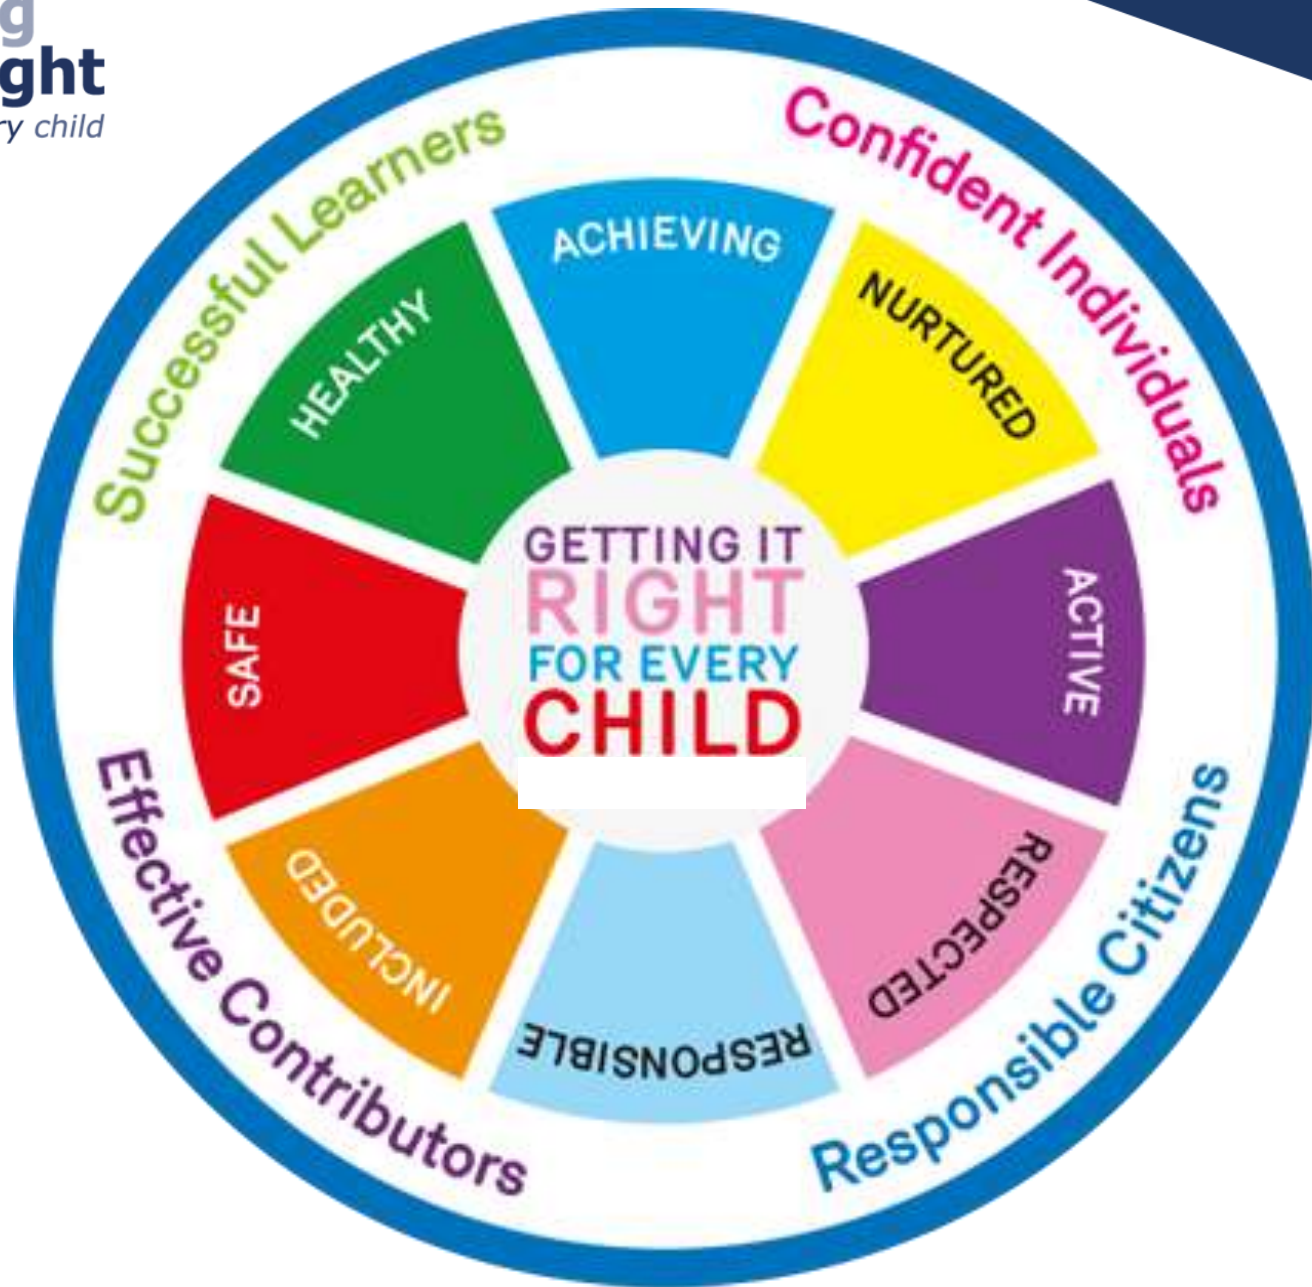 g
ght
ry child
Successful Learners
Confident Individuals
ACHIEVING
HEALTHY
NURTURED
SAFE
ACTIVE
GETTING IT
RIGHT
FOR EVERY
CHILD
INCLUDED
RESPECTED
RESPONSIBLE
Effective Contributors
Responsible Citizens